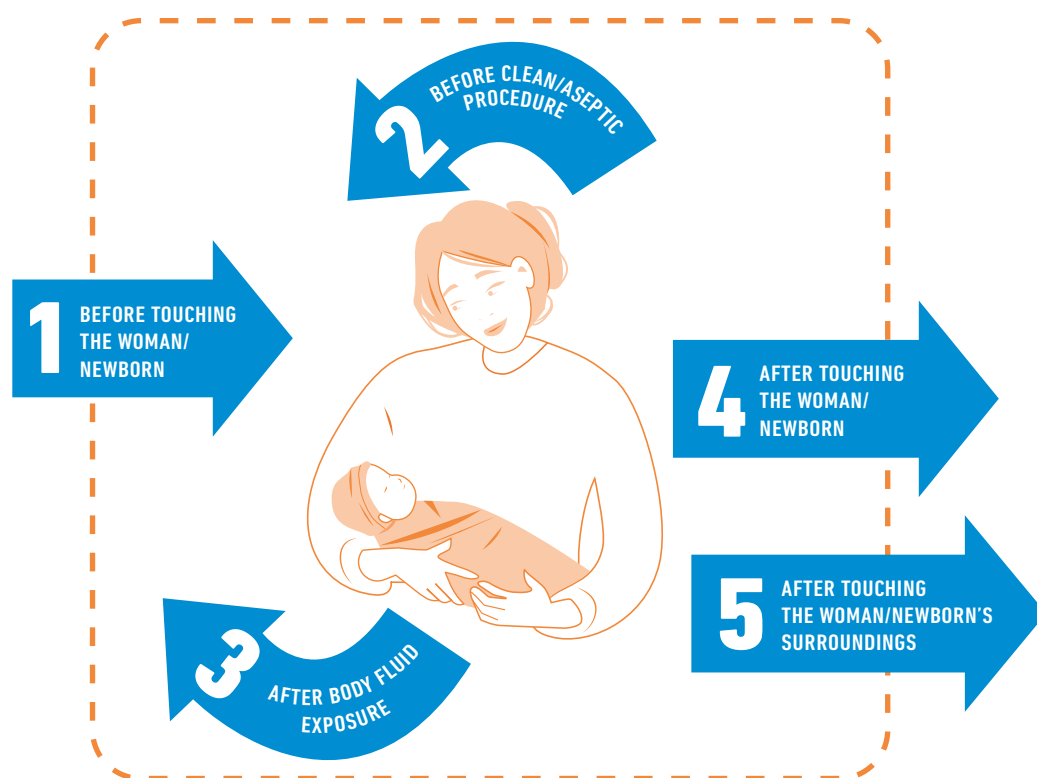 1
BEFORE TOUCHING
THE WOMAN/
NEWBORN
2
BEFORE CLEAN/ASEPTIC
PROCEDURE
3
AFTER BODY FLUID
EXPOSURE
4
AFTER TOUCHING
THE WOMAN/
NEWBORN
5
AFTER TOUCHING
THE WOMAN/NEWBORN'S
SURROUNDINGS